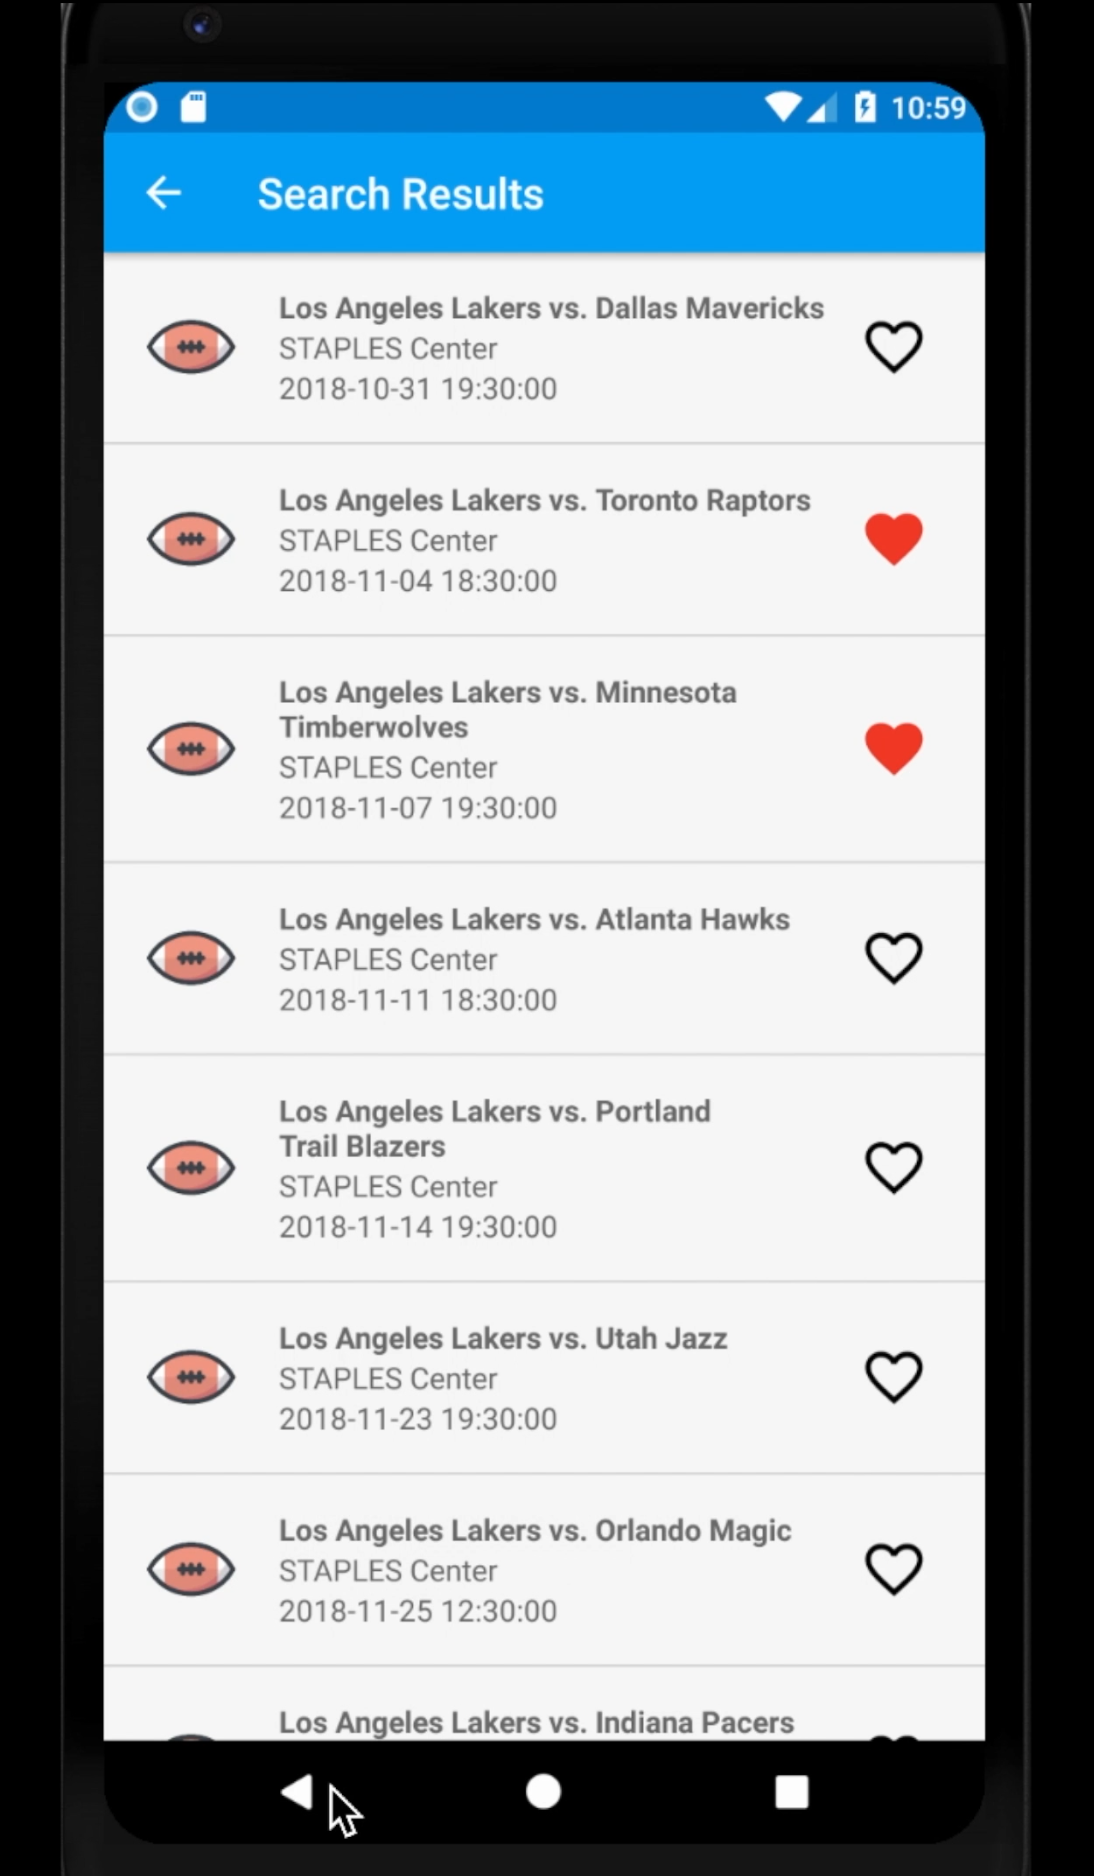 10:59
Search Results
Los Angeles Lakers vs. Dallas Mavericks
STAPLES Center
2018-10-31 19:30:00
Los Angeles Lakers vs. Toronto Raptors
STAPLES Center
2018-11-04 18:30:00
Los Angeles Lakers vs. Minnesota
Timberwolves
STAPLES Center
2018-11-07 19:30:00
Los Angeles Lakers vs. Atlanta Hawks
STAPLES Center
2018-11-11 18:30:00
Los Angeles Lakers vs. Portland
Trail Blazers
STAPLES Center
2018-11-14 19:30:00
Los Angeles Lakers vs. Utah Jazz
STAPLES Center
2018-11-23 19:30:00
Los Angeles Lakers vs. Orlando Magic
STAPLES Center
2018-11-25 12:30:00
Los Angeles Lakers vs. Indiana Pacers